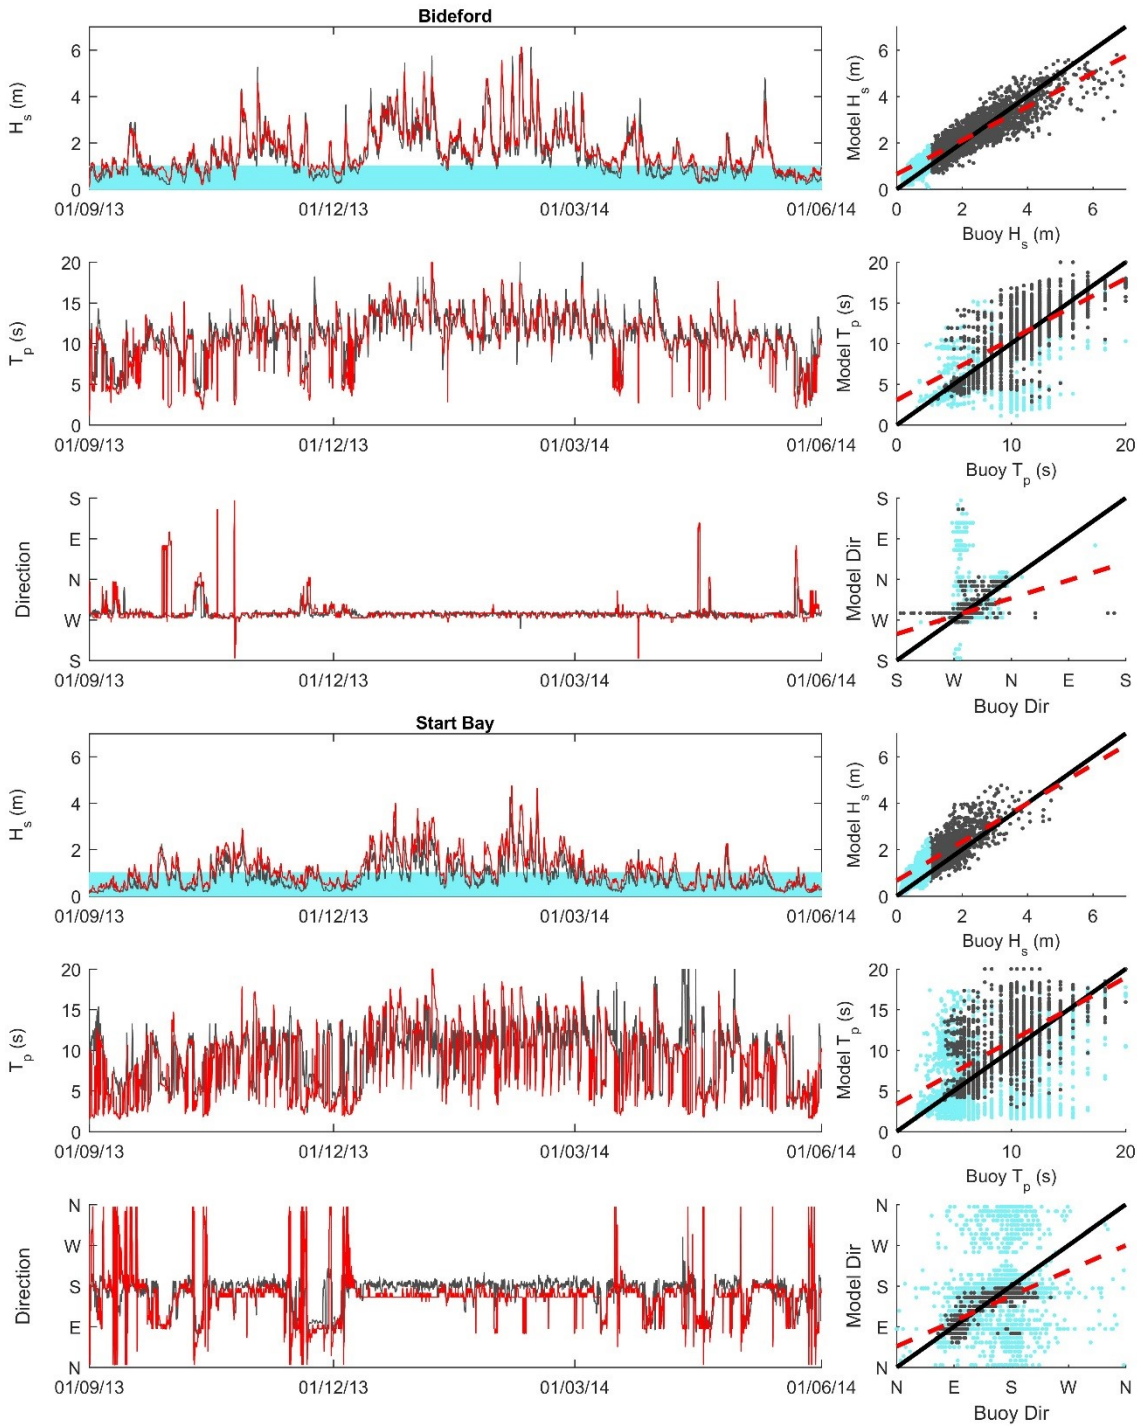 Bideford
H_s (m)
6
4
2
0
01/09/13 01/12/13 01/03/14 01/06/14
Model H_s (m)
6
4
2
0
0 2 4 6
Buoy H_s (m)
T_p (s)
20
15
10
5
0
01/09/13 01/12/13 01/03/14 01/06/14
Model T_p (s)
20
15
10
5
0
0 10 20
Buoy T_p (s)
Direction
S
E
N
W
S
01/09/13 01/12/13 01/03/14 01/06/14
Model Dir
S
E
N
W
S
S W N E S
Buoy Dir
Start Bay
H_s (m)
6
4
2
0
01/09/13 01/12/13 01/03/14 01/06/14
Model H_s (m)
6
4
2
0
0 2 4 6
Buoy H_s (m)
T_p (s)
20
15
10
5
0
01/09/13 01/12/13 01/03/14 01/06/14
Model T_p (s)
20
15
10
5
0
0 10 20
Buoy T_p (s)
Direction
N
W
S
E
N
01/09/13 01/12/13 01/03/14 01/06/14
Model Dir
N
W
S
E
N
N E S W N
Buoy Dir